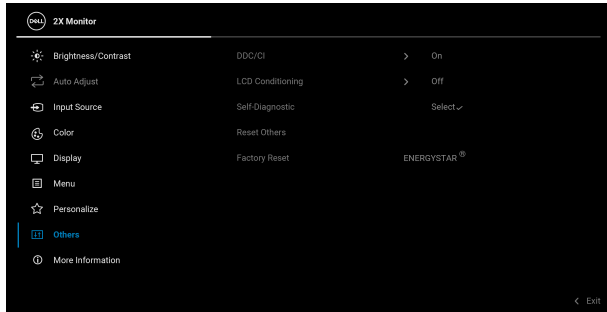 DELL 2X Monitor
Brightness/Contrast DDC/CI On
Auto Adjust LCD Conditioning Off
Input Source Self-Diagnostic Select
Color Reset Others
Display Factory Reset ENERGYSTAR ®
Menu
Personalize
Others
More Information
Exit